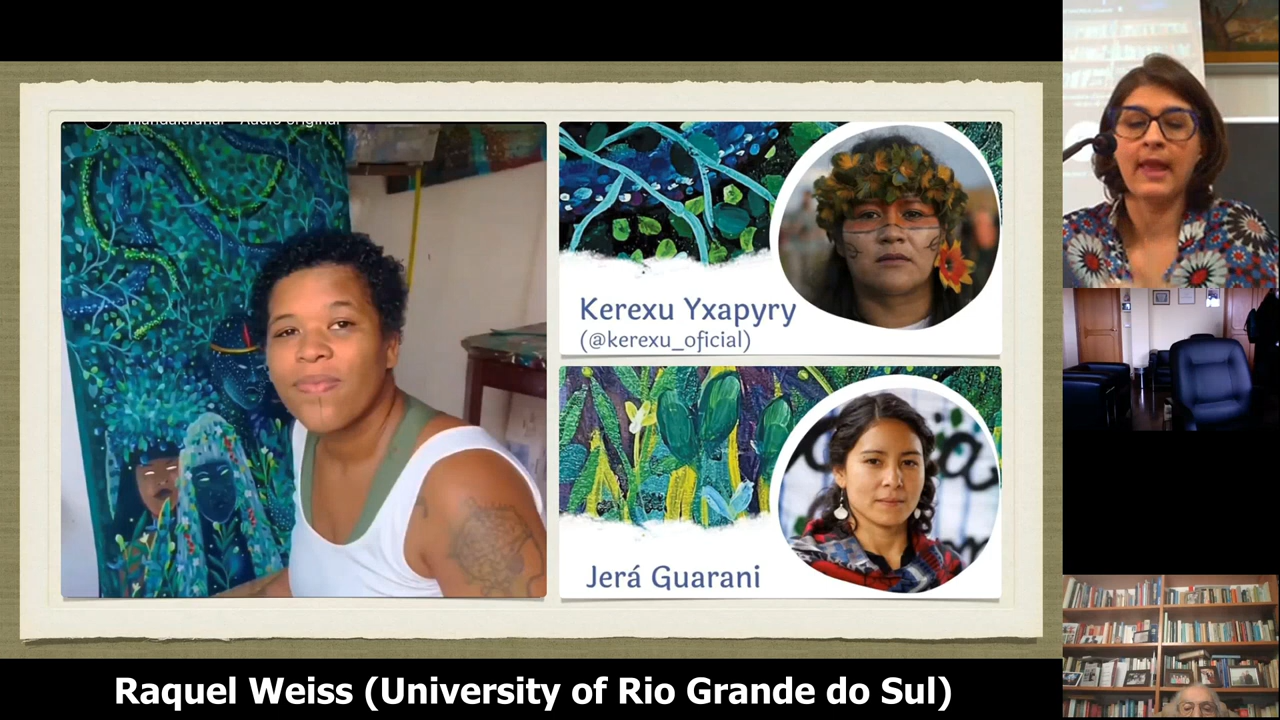 Kerexu Yxapyry
(@kerexu_oficial)
Jerá Guarani
Raquel Weiss (University of Rio Grande do Sul)